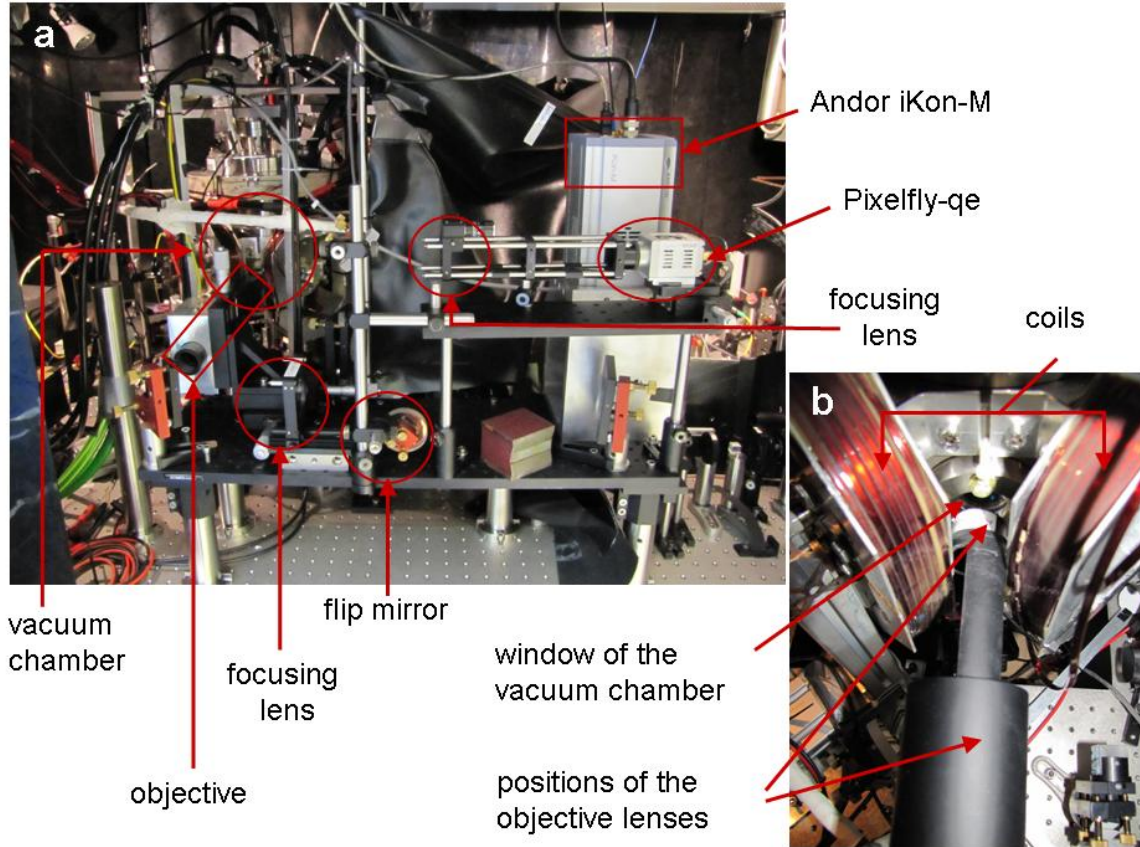 a
Andor iKon-M
Pixelfly-qe
focusing
lens
coils
b
vacuum
chamber
flip mirror
focusing
lens
window of the
vacuum chamber
objective
positions of the
objective lenses